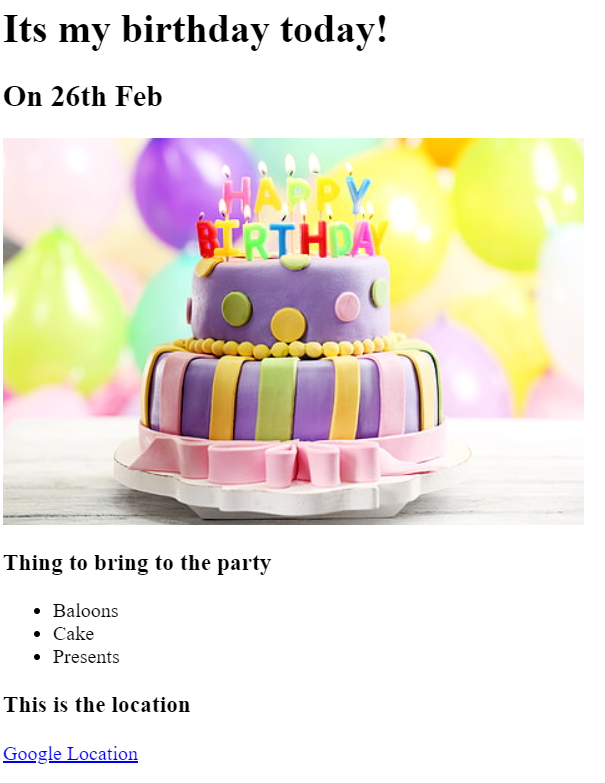 Its my birthday today!
On 26th Feb
HAPPY
BIRTHDAY
Thing to bring to the party
Baloons
Cake
Presents
This is the location
Google Location